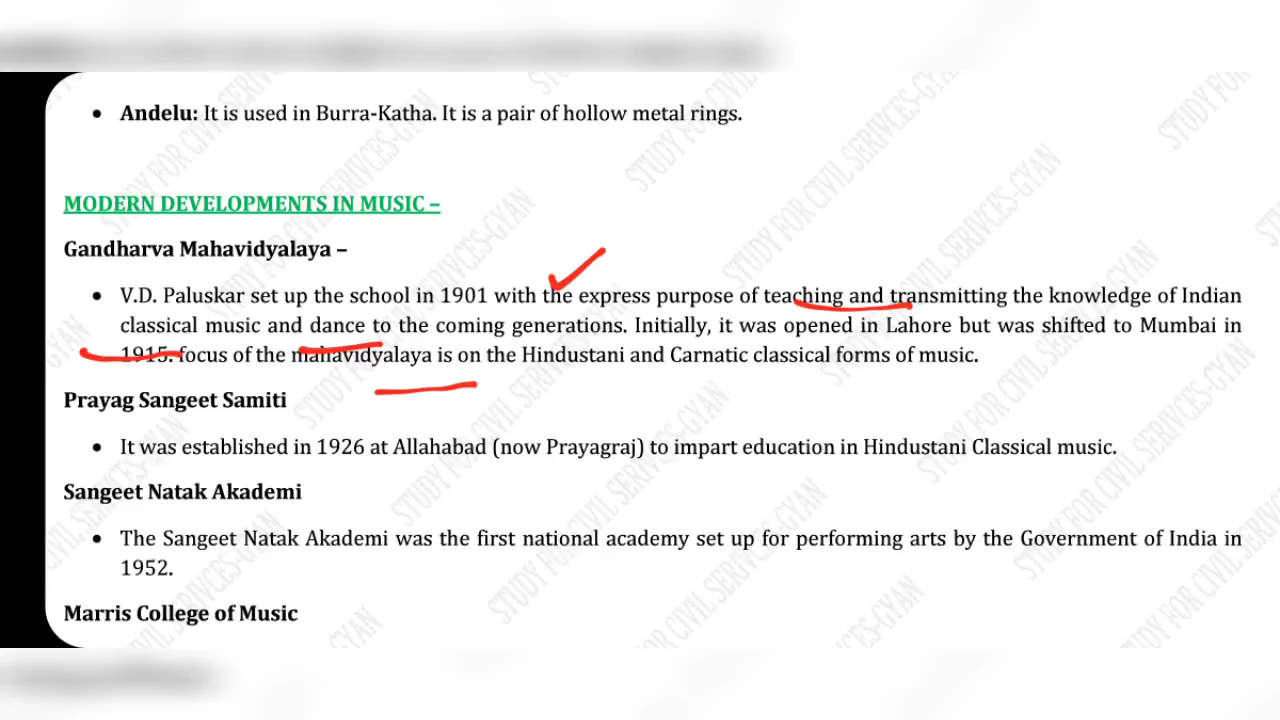 • Andelu: It is used in Burra-Katha. It is a pair of hollow metal rings.
MODERN DEVELOPMENTS IN MUSIC –
Gandharva Mahavidyalaya –
• V.D. Paluskar set up the school in 1901 with the express purpose of teaching and transmitting the knowledge of Indian
classical music and dance to the coming generations. Initially, it was opened in Lahore but was shifted to Mumbai in
1915. focus of the mahavidyalaya is on the Hindustani and Carnatic classical forms of music.
Prayag Sangeet Samiti
• It was established in 1926 at Allahabad (now Prayagraj) to impart education in Hindustani Classical music.
Sangeet Natak Akademi
• The Sangeet Natak Akademi was the first national academy set up for performing arts by the Government of India in
1952.
Marris College of Music
STUDY FOR CIVIL SERIVCES-GYAN